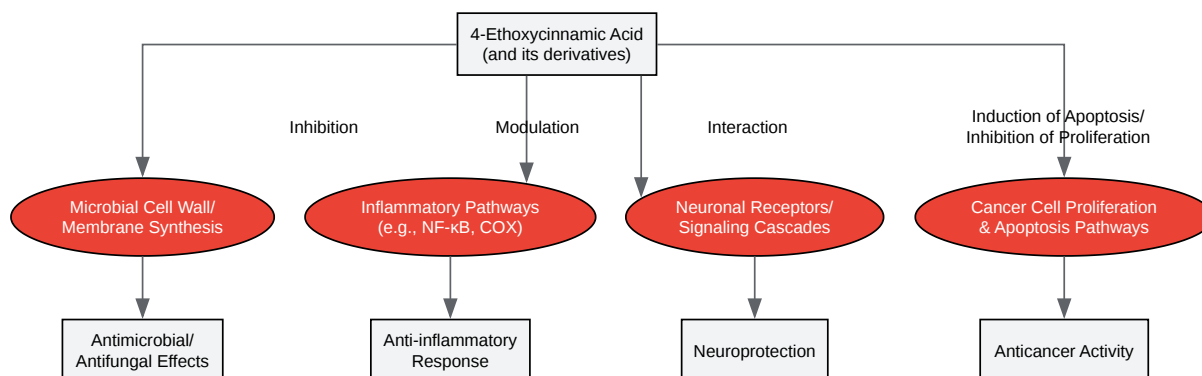 4-Ethoxycinnamic Acid
(and its derivatives)
Inhibition
Modulation
Interaction
Induction of Apoptosis/
Inhibition of Proliferation
Microbial Cell Wall/
Membrane Synthesis
Inflammatory Pathways
(e.g., NF-κB, COX)
Neuronal Receptors/
Signaling Cascades
Cancer Cell Proliferation
& Apoptosis Pathways
Antimicrobial/
Antifungal Effects
Anti-inflammatory
Response
Neuroprotection
Anticancer Activity